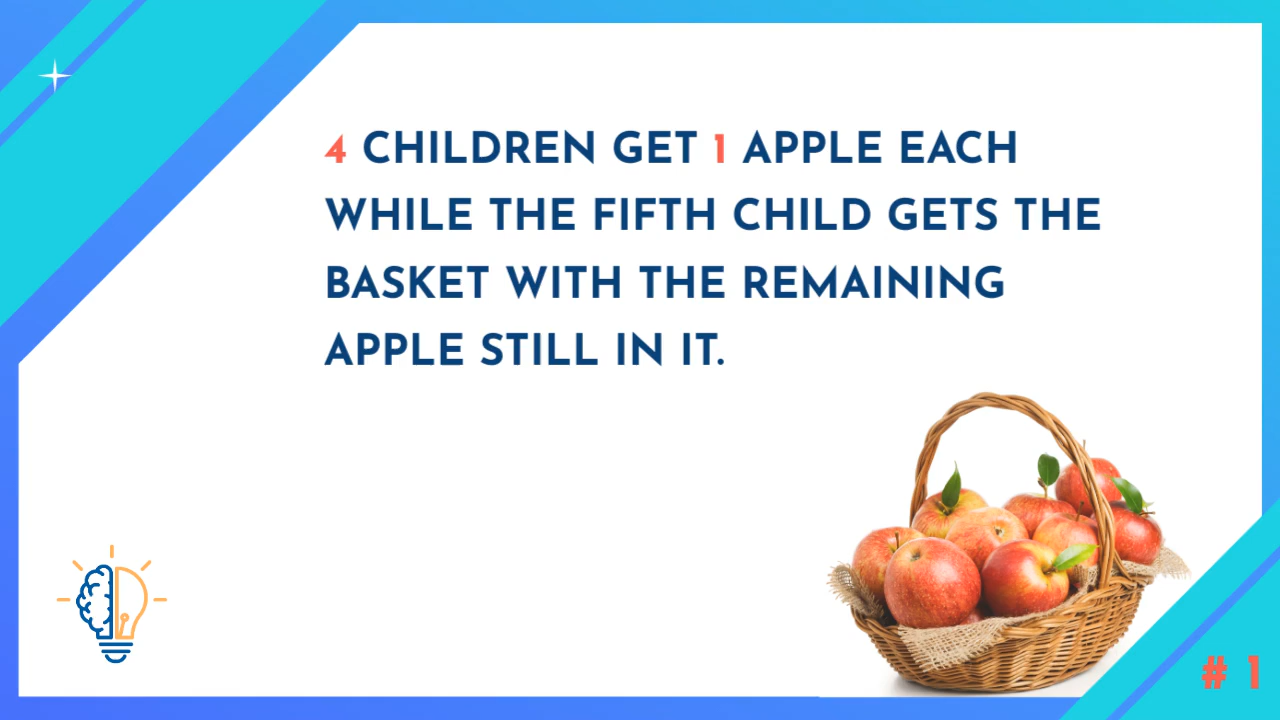 4 CHILDREN GET 1 APPLE EACH
WHILE THE FIFTH CHILD GETS THE
BASKET WITH THE REMAINING
APPLE STILL IN IT.
# 1